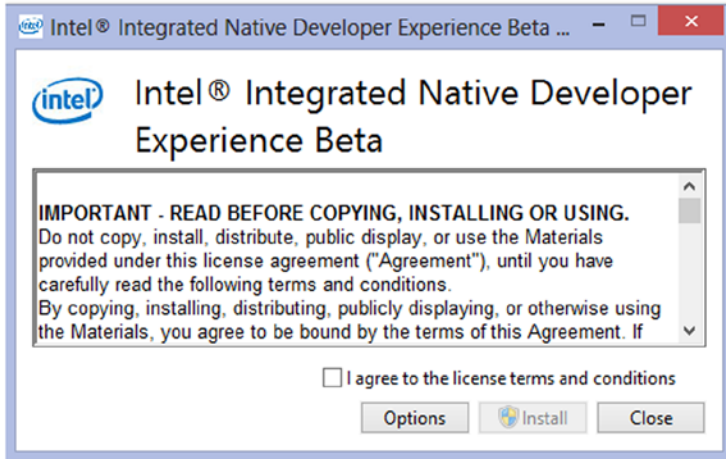 Intel® Integrated Native Developer Experience Beta ...
intel
Intel® Integrated Native Developer
Experience Beta
IMPORTANT - READ BEFORE COPYING, INSTALLING OR USING.
Do not copy, install, distribute, public display, or use the Materials
provided under this license agreement ("Agreement"), until you have
carefully read the following terms and conditions.
By copying, installing, distributing, publicly displaying, or otherwise using
the Materials, you agree to be bound by the terms of this Agreement. If
I agree to the license terms and conditions
Options Install Close